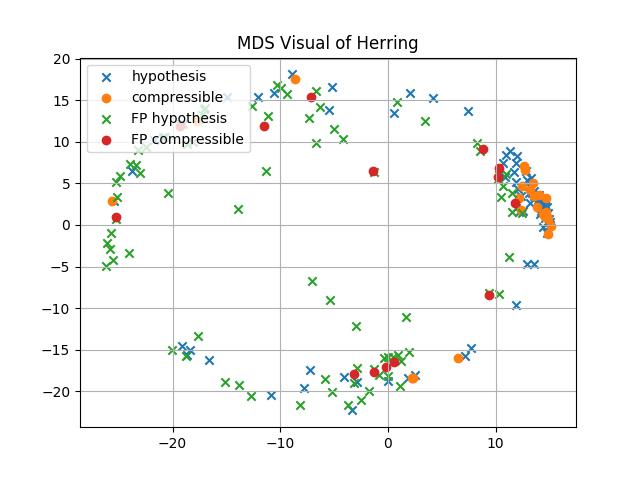 MDS Visual of Herring
hypothesis
compressible
FP hypothesis
FP compressible
20
15
10
5
0
−5
−10
−15
−20
−20
−10
0
10